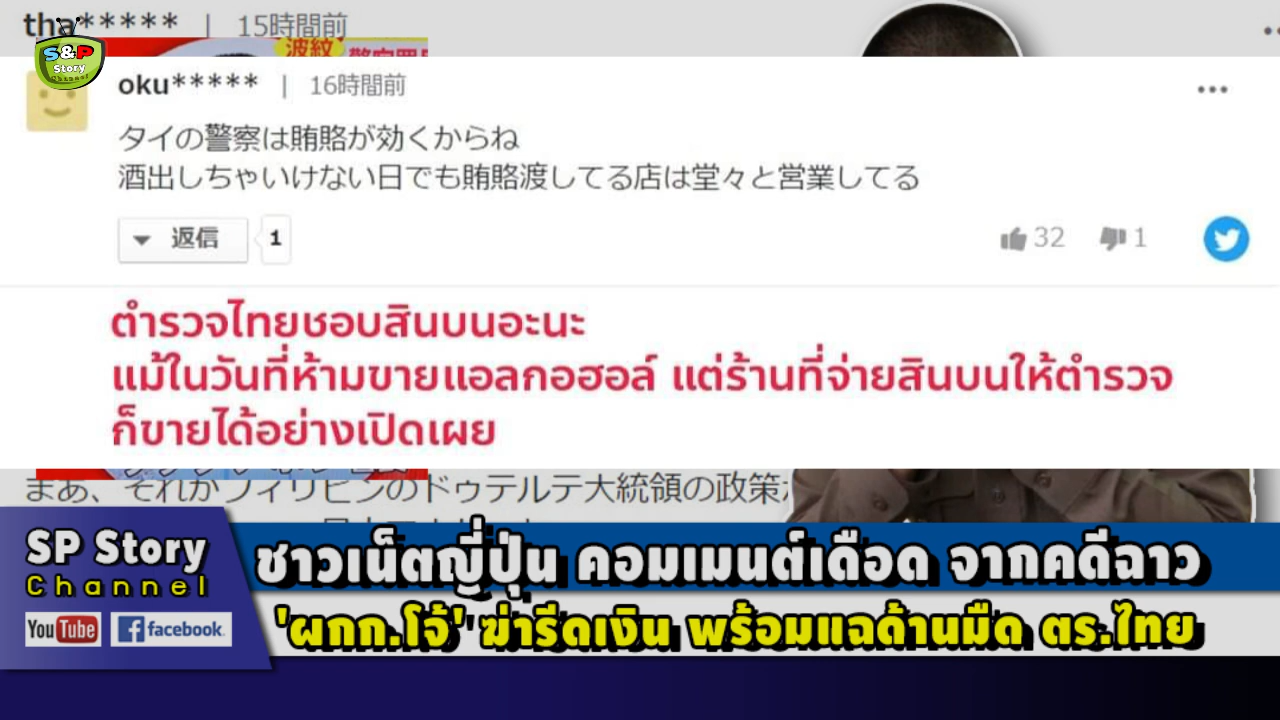 tha***** | 15時間前
波紋
S&P
Story
Channel
oku***** | 16時間前
タイの警察は賄賂が効くからね
酒出しちゃいけない日でも賄賂渡してる店は堂々と営業してる
返信 1
32 1
ตำรวจไทยชอบสินบนอะนะ
แม้ในวันที่ห้ามขายแอลกอฮอล์ แต่ร้านที่จ่ายสินบนให้ตำรวจ
ก็ขายได้อย่างเปิดเผย
まあ、それがフィリピンのドゥテルテ大統領の政策
SP Story
Channel
YouTube facebook.
ชาวเน็ตญี่ปุ่น คอมเมนต์เดือด จากคดีฉาว
'ผกก.โจ้' ฆ่ารีดเงิน พร้อมแฉด้านมืด ตร.ไทย